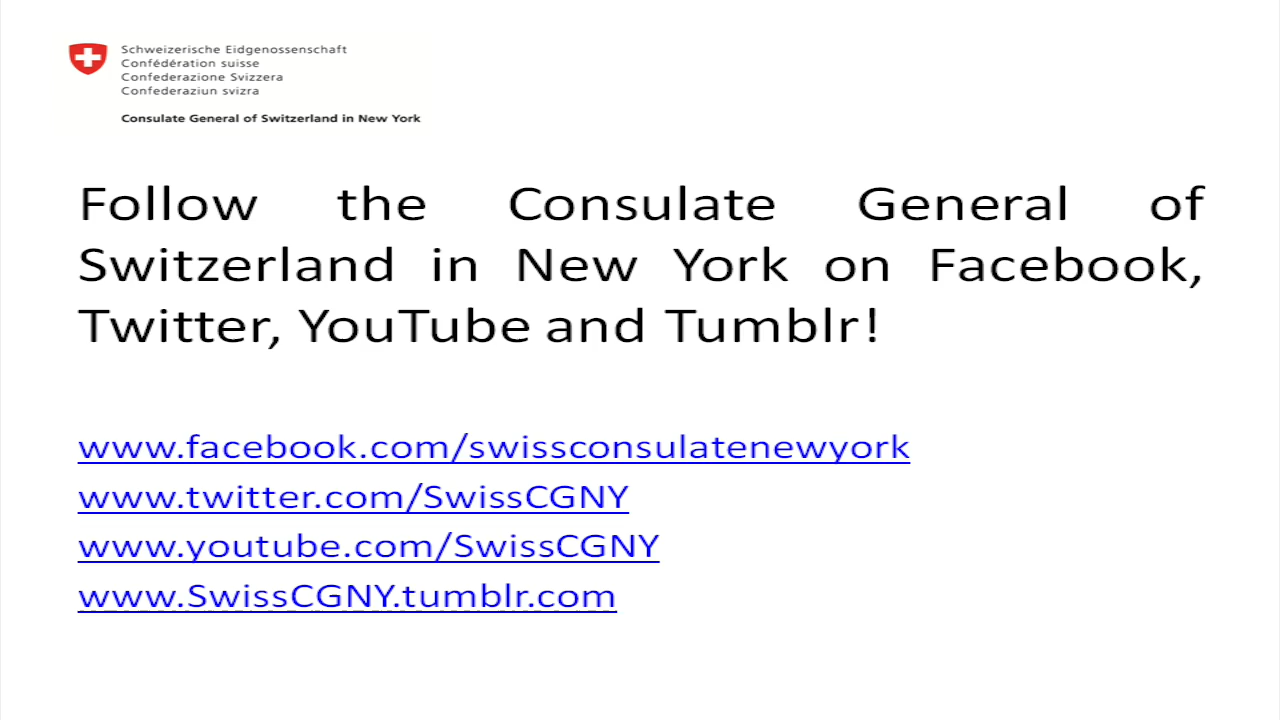 Schweizerische Eidgenossenschaft
Confédération suisse
Confederazione Svizzera
Confederaziun svizra
Consulate General of Switzerland in New York
Follow the Consulate General of
Switzerland in New York on Facebook,
Twitter, YouTube and Tumblr!
www.facebook.com/swissconsulatenewyork
www.twitter.com/SwissCGNY
www.youtube.com/SwissCGNY
www.SwissCGNY.tumblr.com